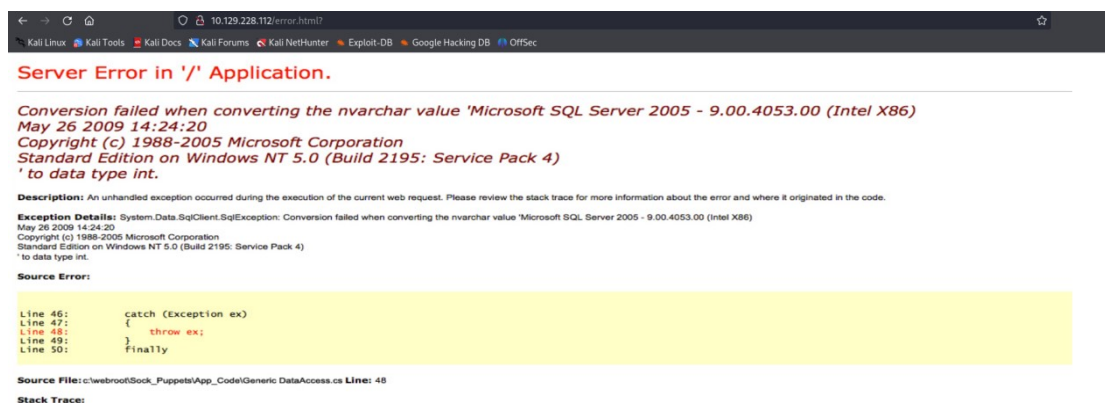 10.129.228.112/error.html?
Kali Linux Kali Tools Kali Docs Kali Forums Kali NetHunter Exploit-DB Google Hacking DB OffSec
Server Error in '/' Application.
Conversion failed when converting the nvarchar value 'Microsoft SQL Server 2005 - 9.00.4053.00 (Intel X86)
May 26 2009 14:24:20
Copyright (c) 1988-2005 Microsoft Corporation
Standard Edition on Windows NT 5.0 (Build 2195: Service Pack 4)
' to data type int.
Description: An unhandled exception occurred during the execution of the current web request. Please review the stack trace for more information about the error and where it originated in the code.
Exception Details: System.Data.SqlClient.SqlException: Conversion failed when converting the nvarchar value 'Microsoft SQL Server 2005 - 9.00.4053.00 (Intel X86)
May 26 2009 14:24:20
Copyright (c) 1988-2005 Microsoft Corporation
Standard Edition on Windows NT 5.0 (Build 2195: Service Pack 4)
' to data type int.
Source Error:
Line 46: catch (Exception ex)
Line 47: {
Line 48: throw ex;
Line 49: }
Line 50: finally
Source File: c:\webroot\Sock_Puppets\App_Code\Generic DataAccess.cs Line: 48
Stack Trace: